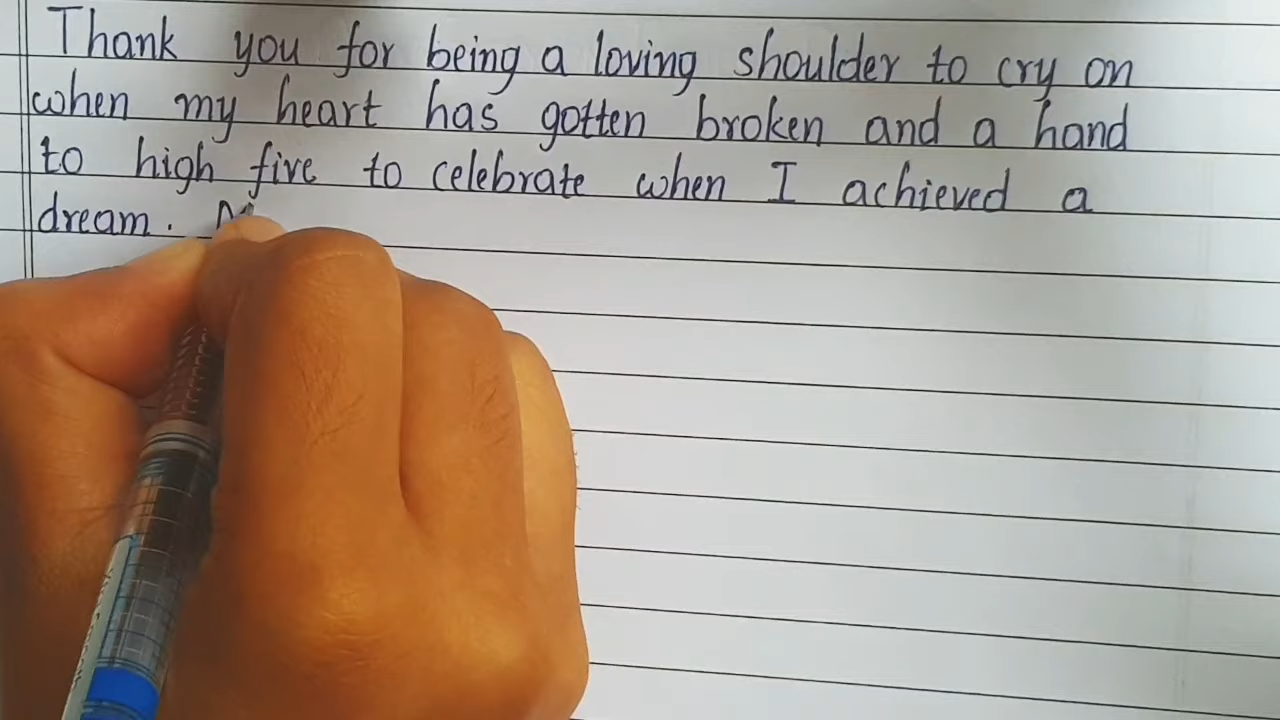 Thank you for being a loving shoulder to cry on
when my heart has gotten broken and a hand
to high five to celebrate when I achieved a
dream.